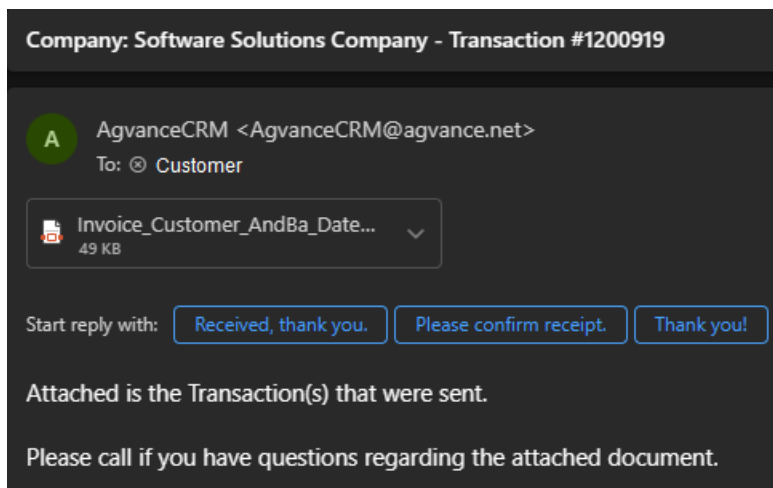 Company: Software Solutions Company - Transaction #1200919
A
AgvanceCRM <AgvanceCRM@agvance.net>
To: Customer
Invoice_Customer_AndBa_Date...
49 KB
Start reply with: Received, thank you. Please confirm receipt. Thank you!
Attached is the Transaction(s) that were sent.
Please call if you have questions regarding the attached document.